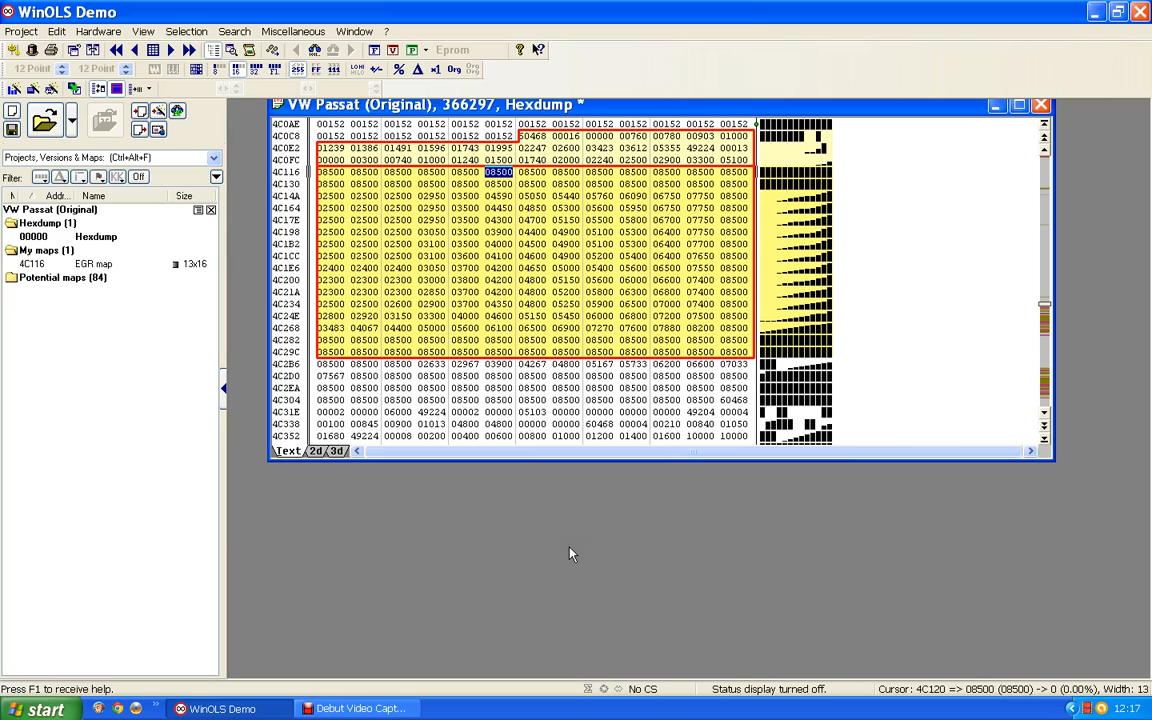 WinOLS Demo
Project Edit Hardware View Selection Search Miscellaneous Window ?
Eprom
12 Point 12 Point 8 16 32 F1. 255 FF 111 LOHI +/- % Δ ×1 Org Org
VW Passat (Original), 366297, Hexdump *
Projects, Versions & Maps: (Ctrl+Alt+F)
Filter: Off
Addr... Name Size
VW Passat (Original)
Hexdump (1)
00000 Hexdump
My maps (1)
4C116 EGR map 13x16
Potential maps (84)
4C0AE 00152 00152 00152 00152 00152 00152 00152 00152 00152 00152 00152 00152 00152
4C0C8 00152 00152 00152 00152 00152 00152 60468 00016 00000 00760 00780 00903 01000
4C0E2 01239 01386 01491 01596 01743 01995 02247 02600 03423 03612 05355 49224 00013
4C0FC 00000 00300 00740 01000 01240 01500 01740 02000 02240 02500 02900 03300 05100
4C116 08500 08500 08500 08500 08500 08500 08500 08500 08500 08500 08500 08500 08500
4C130 08500 08500 08500 08500 08500 08500 08500 08500 08500 08500 08500 08500 08500
4C14A 02500 02500 02500 02950 03500 04590 05050 05440 05760 06090 06750 07750 08500
4C164 02500 02500 02500 02950 03500 04450 04850 05300 05600 05950 06750 07750 08500
4C17E 02500 02500 02500 02950 03500 04300 04700 05150 05500 05800 06700 07750 08500
4C198 02500 02500 02500 02950 03500 03900 04400 04800 05100 05300 06400 07750 08500
4C1B2 02500 02500 02500 03100 03500 04000 04500 04900 05100 05300 06400 07700 08500
4C1CC 02500 02500 02500 03100 03600 04100 04600 04900 05200 05400 06400 07650 08500
4C1E6 02400 02400 02400 03050 03700 04200 04650 05000 05400 05600 06500 07550 08500
4C200 02300 02300 02300 03000 03800 04200 04800 05150 05600 06000 06600 07400 08500
4C21A 02300 02300 02300 02850 03700 04200 04800 05200 05800 06300 06800 07400 08500
4C234 02500 02500 02600 02900 03700 04350 04800 05250 05900 06500 07000 07400 08500
4C24E 02800 02920 03150 03300 04000 04600 05150 05450 06000 06800 07200 07500 08500
4C268 03483 04067 04400 05000 05600 06100 06500 06900 07270 07600 07880 08200 08500
4C282 08500 08500 08500 08500 08500 08500 08500 08500 08500 08500 08500 08500 08500
4C29C 08500 08500 08500 08500 08500 08500 08500 08500 08500 08500 08500 08500 08500
4C2B6 08500 08500 08500 02633 02967 03900 04267 04800 05167 05733 06200 06600 07033
4C2D0 07567 08500 08500 08500 08500 08500 08500 08500 08500 08500 08500 08500 08500
4C2EA 08500 08500 08500 08500 08500 08500 08500 08500 08500 08500 08500 08500 08500
4C304 08500 08500 08500 08500 08500 08500 08500 08500 08500 08500 08500 08500 60468
4C31E 00002 00000 06000 49224 00002 00000 05103 00000 00000 00000 00000 49204 00004
4C338 00100 00845 00900 01013 04800 04800 00000 60468 00004 00210 00840 01050
4C352 01680 49224 00008 00200 00400 00600 00800 01000 01200 01400 01600 10000 10000
Text 2d 3d
Press F1 to receive help. No CS Status display turned off. Cursor: 4C120 => 08500 (08500) -> 0 (0.00%), Width: 13
start WinOLS Demo Debut Video Capt... 12:17